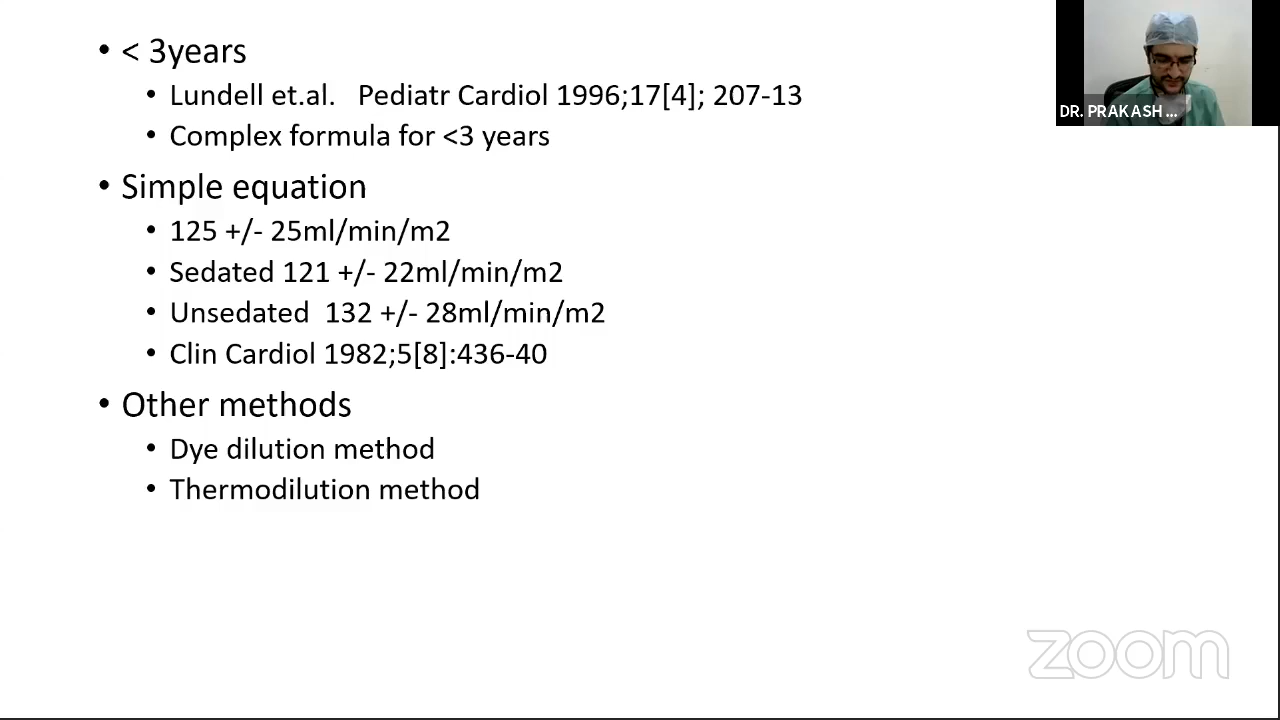 • < 3years
• Lundell et.al. Pediatr Cardiol 1996;17[4]; 207-13
• Complex formula for <3 years
• Simple equation
• 125 +/- 25ml/min/m2
• Sedated 121 +/- 22ml/min/m2
• Unsedated 132 +/- 28ml/min/m2
• Clin Cardiol 1982;5[8]:436-40
• Other methods
• Dye dilution method
• Thermodilution method
DR. PRAKASH ...
zoom